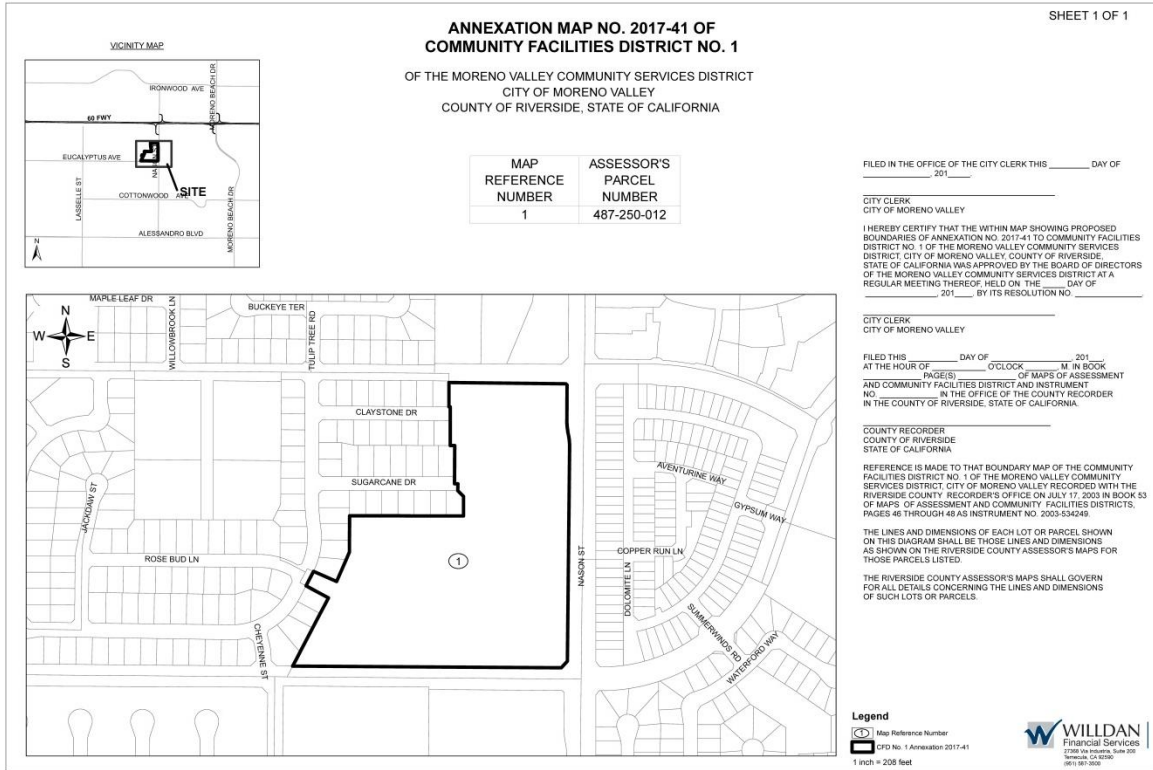 SHEET 1 OF 1
ANNEXATION MAP NO. 2017-41 OF
COMMUNITY FACILITIES DISTRICT NO. 1
OF THE MORENO VALLEY COMMUNITY SERVICES DISTRICT
CITY OF MORENO VALLEY
COUNTY OF RIVERSIDE, STATE OF CALIFORNIA
VICINITY MAP
IRONWOOD AVE
MORENO BEACH DR
60 FWY
EUCALYPTUS AVE
SITE
COTTONWOOD AVE
LASSELLE ST
MORENO BEACH DR
ALESSANDRO BLVD
N
MAP REFERENCE NUMBER
ASSESSOR'S PARCEL NUMBER
1 487-250-012
FILED IN THE OFFICE OF THE CITY CLERK THIS ________ DAY OF
______________, 201_____.
CITY CLERK
CITY OF MORENO VALLEY
I HEREBY CERTIFY THAT THE WITHIN MAP SHOWING PROPOSED
BOUNDARIES OF ANNEXATION NO. 2017-41 TO COMMUNITY FACILITIES
DISTRICT NO. 1 OF THE MORENO VALLEY COMMUNITY SERVICES
DISTRICT, CITY OF MORENO VALLEY, COUNTY OF RIVERSIDE,
STATE OF CALIFORNIA WAS APPROVED BY THE BOARD OF DIRECTORS
OF THE MORENO VALLEY COMMUNITY SERVICES DISTRICT AT A
REGULAR MEETING THEREOF, HELD ON THE _____ DAY OF
_______________, 201____, BY ITS RESOLUTION NO. ______________.
CITY CLERK
CITY OF MORENO VALLEY
FILED THIS __________ DAY OF ________________, 201___,
AT THE HOUR OF __________ O'CLOCK ______, M. IN BOOK
____________ PAGE(S) ____________ OF MAPS OF ASSESSMENT
AND COMMUNITY FACILITIES DISTRICT AND INSTRUMENT
NO. ____________ IN THE OFFICE OF THE COUNTY RECORDER
IN THE COUNTY OF RIVERSIDE, STATE OF CALIFORNIA.
COUNTY RECORDER
COUNTY OF RIVERSIDE
STATE OF CALIFORNIA
REFERENCE IS MADE TO THAT BOUNDARY MAP OF THE COMMUNITY
FACILITIES DISTRICT NO. 1 OF THE MORENO VALLEY COMMUNITY
SERVICES DISTRICT, CITY OF MORENO VALLEY RECORDED WITH THE
RIVERSIDE COUNTY RECORDER'S OFFICE ON JULY 17, 2003 IN BOOK 53
OF MAPS OF ASSESSMENT AND COMMUNITY FACILITIES DISTRICTS,
PAGES 46 THROUGH 48 AS INSTRUMENT NO. 2003-534249.
THE LINES AND DIMENSIONS OF EACH LOT OR PARCEL SHOWN
ON THIS DIAGRAM SHALL BE THOSE LINES AND DIMENSIONS
AS SHOWN ON THE RIVERSIDE COUNTY ASSESSOR'S MAPS FOR
THOSE PARCELS LISTED.
THE RIVERSIDE COUNTY ASSESSOR'S MAPS SHALL GOVERN
FOR ALL DETAILS CONCERNING THE LINES AND DIMENSIONS
OF SUCH LOTS OR PARCELS.
N
W E
S
MAPLE LEAF DR
WILLOWBROOK LN
BUCKEYE TER
TULIP TREE RD
CLAYSTONE DR
SUGARCANE DR
JACKDAW ST
ROSE BUD LN
CHEYENNE ST
1
NASON ST
AVENTURINE WAY
GYPSUM WAY
COPPER RUN LN
DOLOMITE LN
SUMMERWINDS RD
WATERFORD WAY
Legend
1 Map Reference Number
CFD No. 1 Annexation 2017-41
1 inch = 208 feet
WILLDAN
Financial Services
27368 Via Industria, Suite 200
Temecula, CA 92590
(951) 587-3500